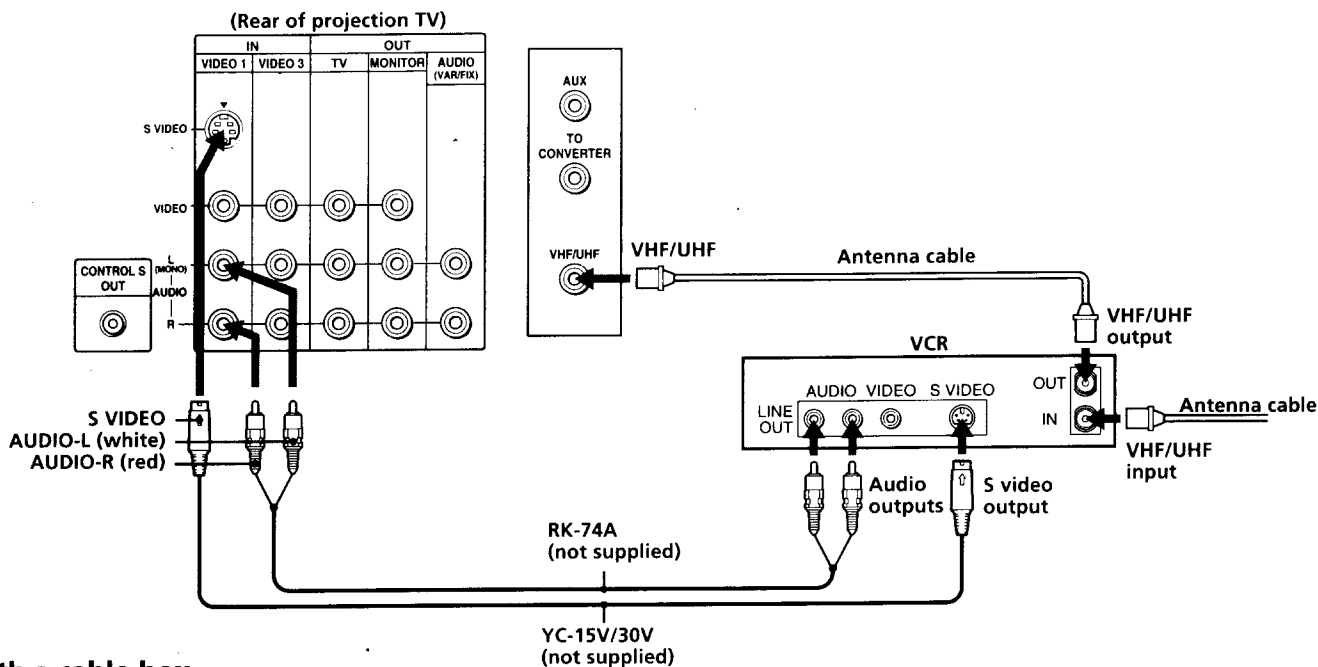 (Rear of projection TV)
IN
OUT
VIDEO 1
VIDEO 3
TV
MONITOR
AUDIO
(VAR/FIX)
S VIDEO
VIDEO
L
(MONO)
AUDIO
R
CONTROL S
OUT
AUX
TO
CONVERTER
VHF/UHF
VHF/UHF
Antenna cable
VHF/UHF
output
VCR
AUDIO VIDEO S VIDEO
LINE
OUT
OUT
IN
Antenna cable
VHF/UHF
input
S VIDEO
AUDIO-L (white)
AUDIO-R (red)
Audio
outputs
S video
output
RK-74A
(not supplied)
YC-15V/30V
(not supplied)